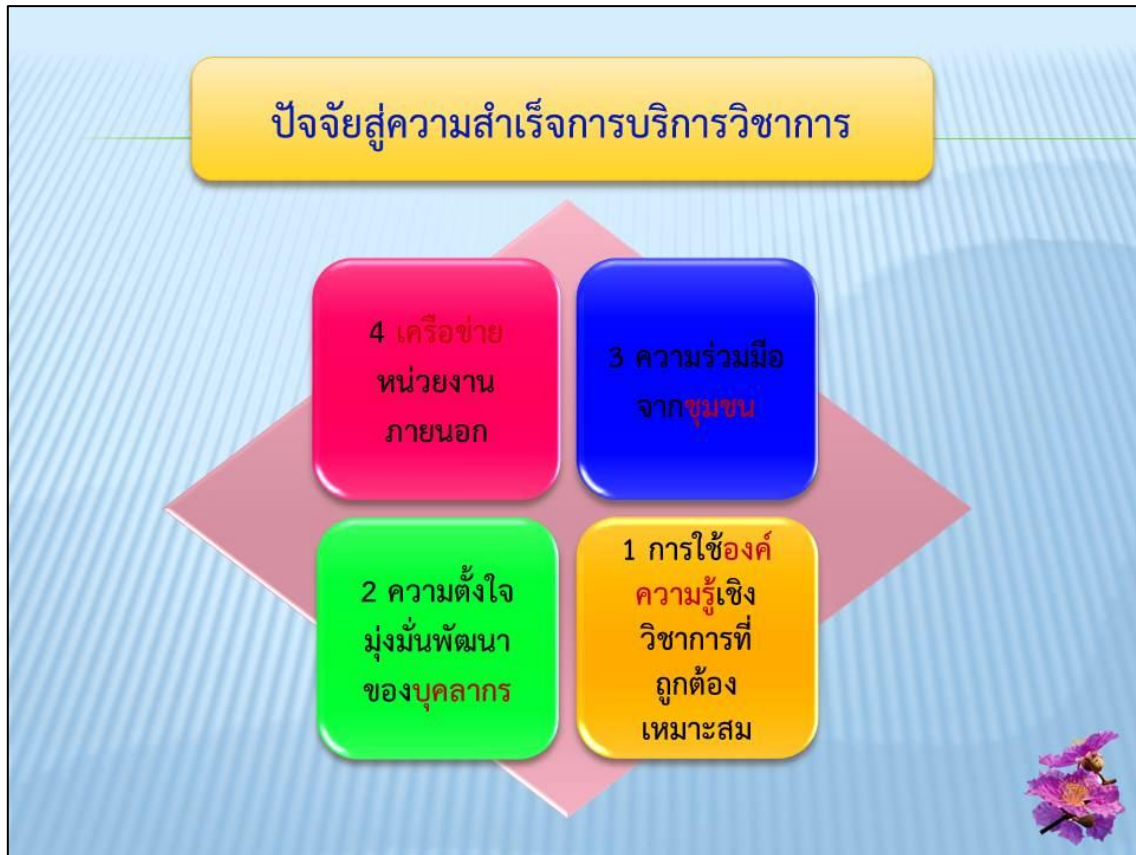 ปัจจัยสู่ความสำเร็จการบริการวิชาการ
4 เครือข่าย
หน่วยงาน
ภายนอก
3 ความร่วมมือ
จากชุมชน
2 ความตั้งใจ
มุ่งมั่นพัฒนา
ของบุคลากร
1 การใช้องค์
ความรู้เชิง
วิชาการที่
ถูกต้อง
เหมาะสม